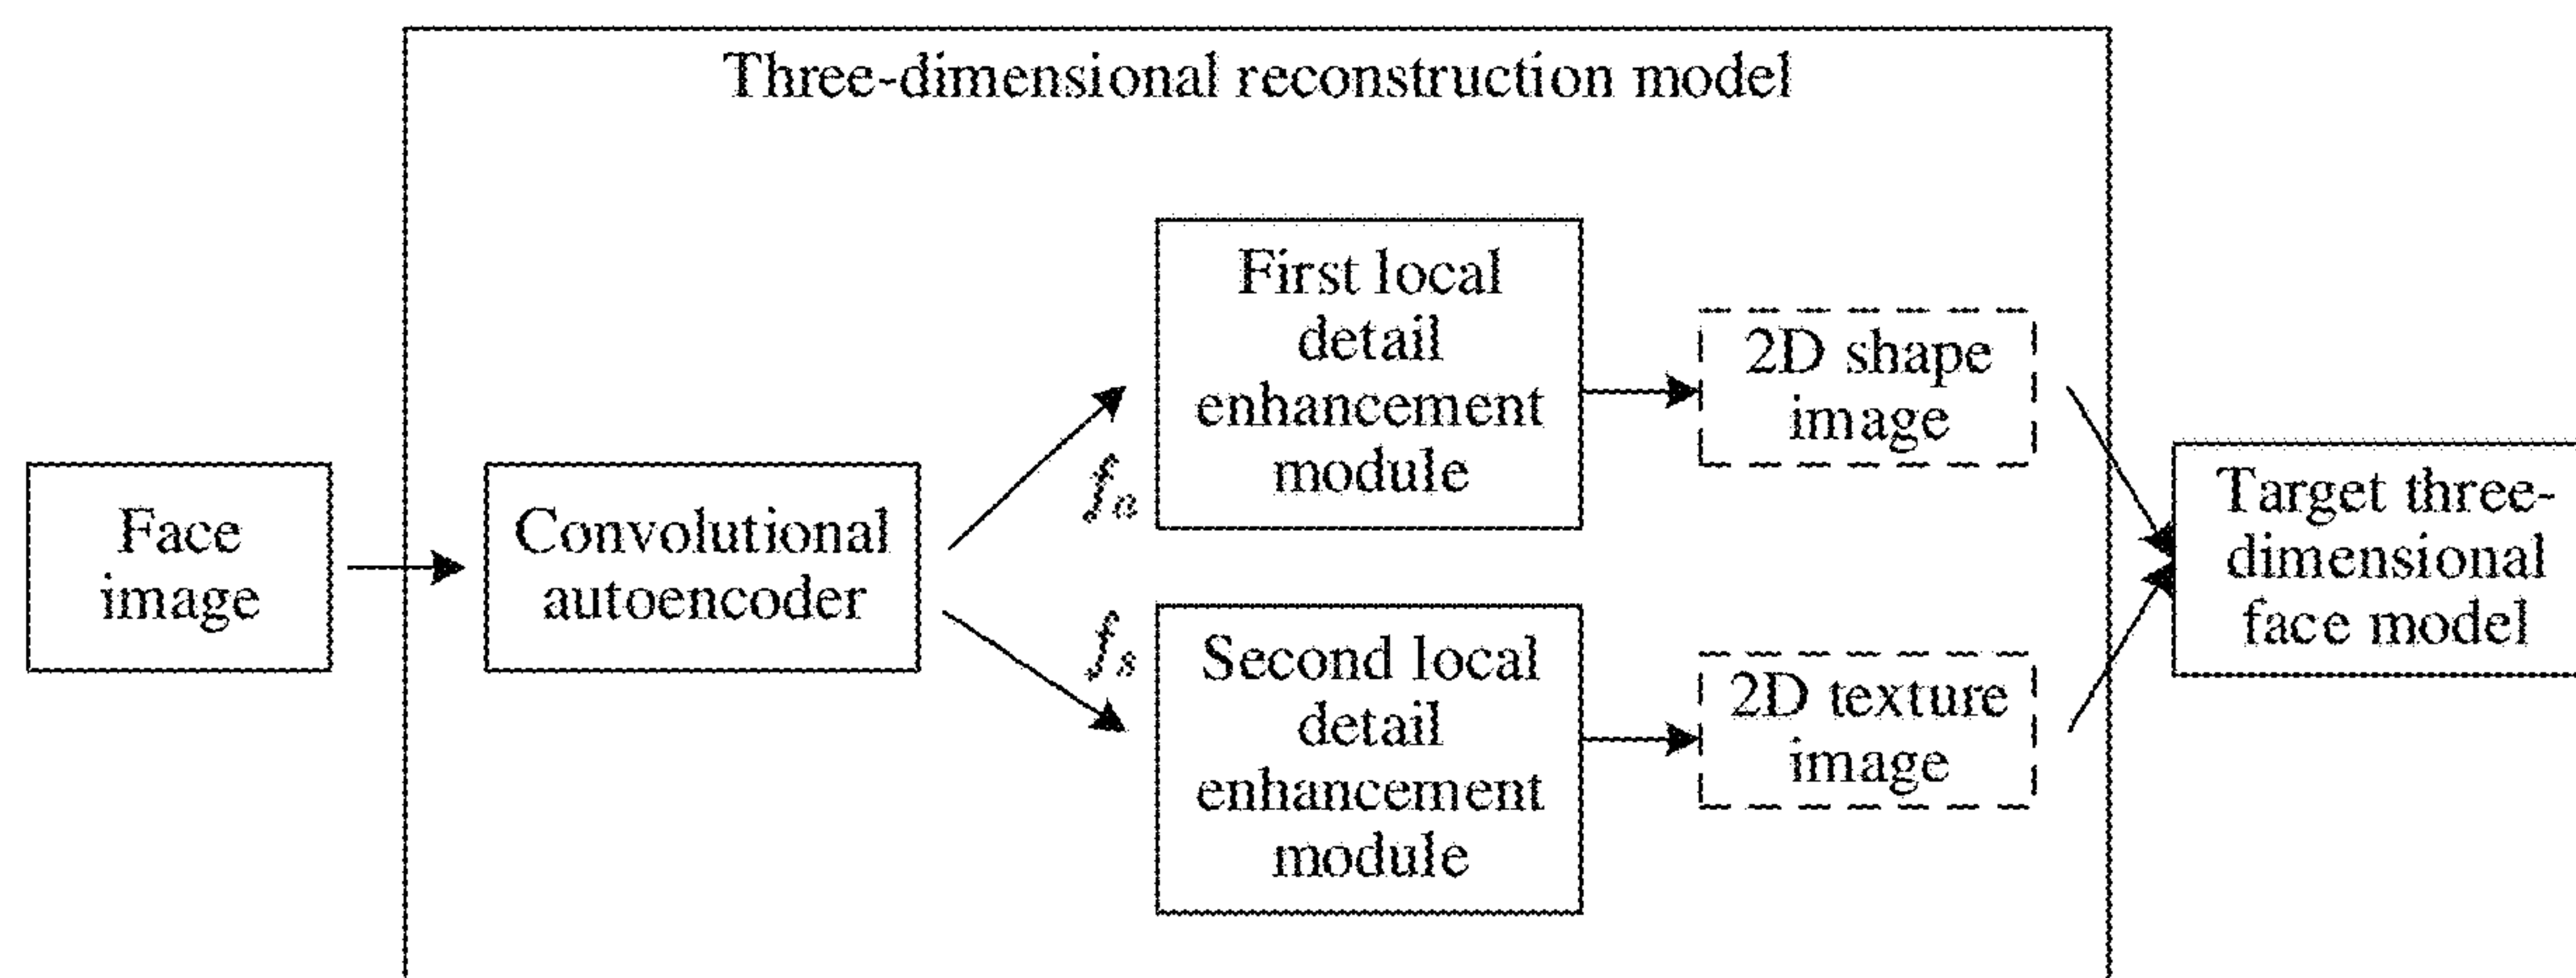 Three-dimensional reconstruction model
Face
image
Convolutional
autoencoder
fa
fs
First local
detail
enhancement
module
Second local
detail
enhancement
module
2D shape
image
2D texture
image
Target three-
dimensional
face model